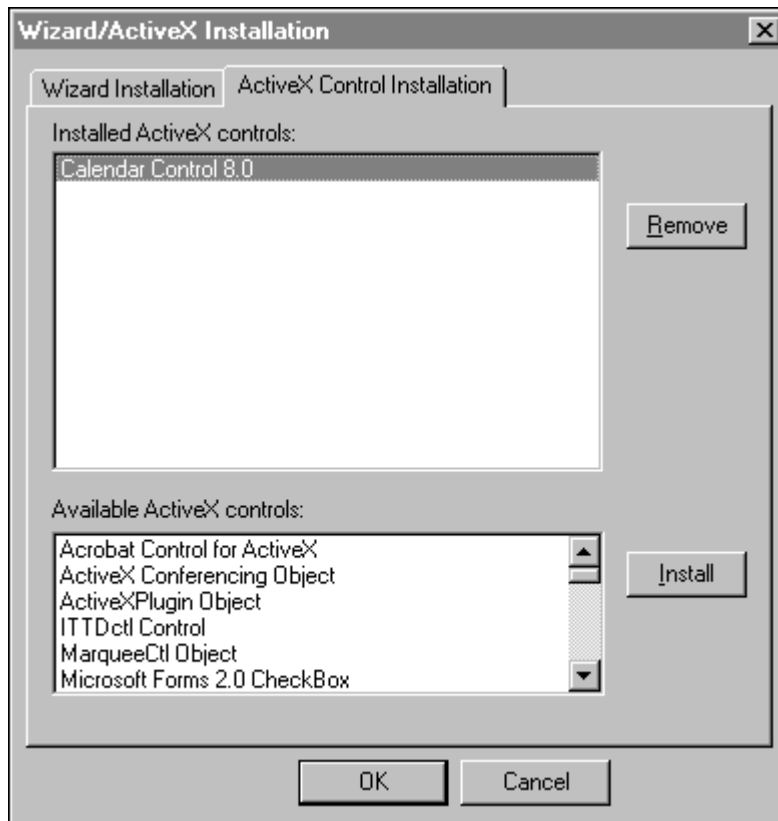 Wizard/ActiveX Installation
Wizard Installation
ActiveX Control Installation
Installed ActiveX controls:
Calendar Control 8.0
Remove
Available ActiveX controls:
Acrobat Control for ActiveX
ActiveX Conferencing Object
ActiveXPlugin Object
ITTDctl Control
MarqueeCtl Object
Microsoft Forms 2.0 CheckBox
Install
OK
Cancel